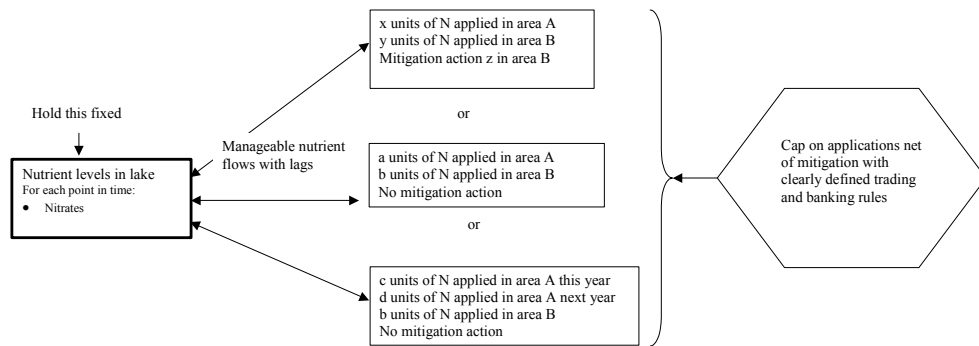 Hold this fixed
Nutrient levels in lake
For each point in time:
• Nitrates
Manageable nutrient
flows with lags
x units of N applied in area A
y units of N applied in area B
Mitigation action z in area B
or
a units of N applied in area A
b units of N applied in area B
No mitigation action
or
c units of N applied in area A this year
d units of N applied in area A next year
b units of N applied in area B
No mitigation action
Cap on applications net
of mitigation with
clearly defined trading
and banking rules